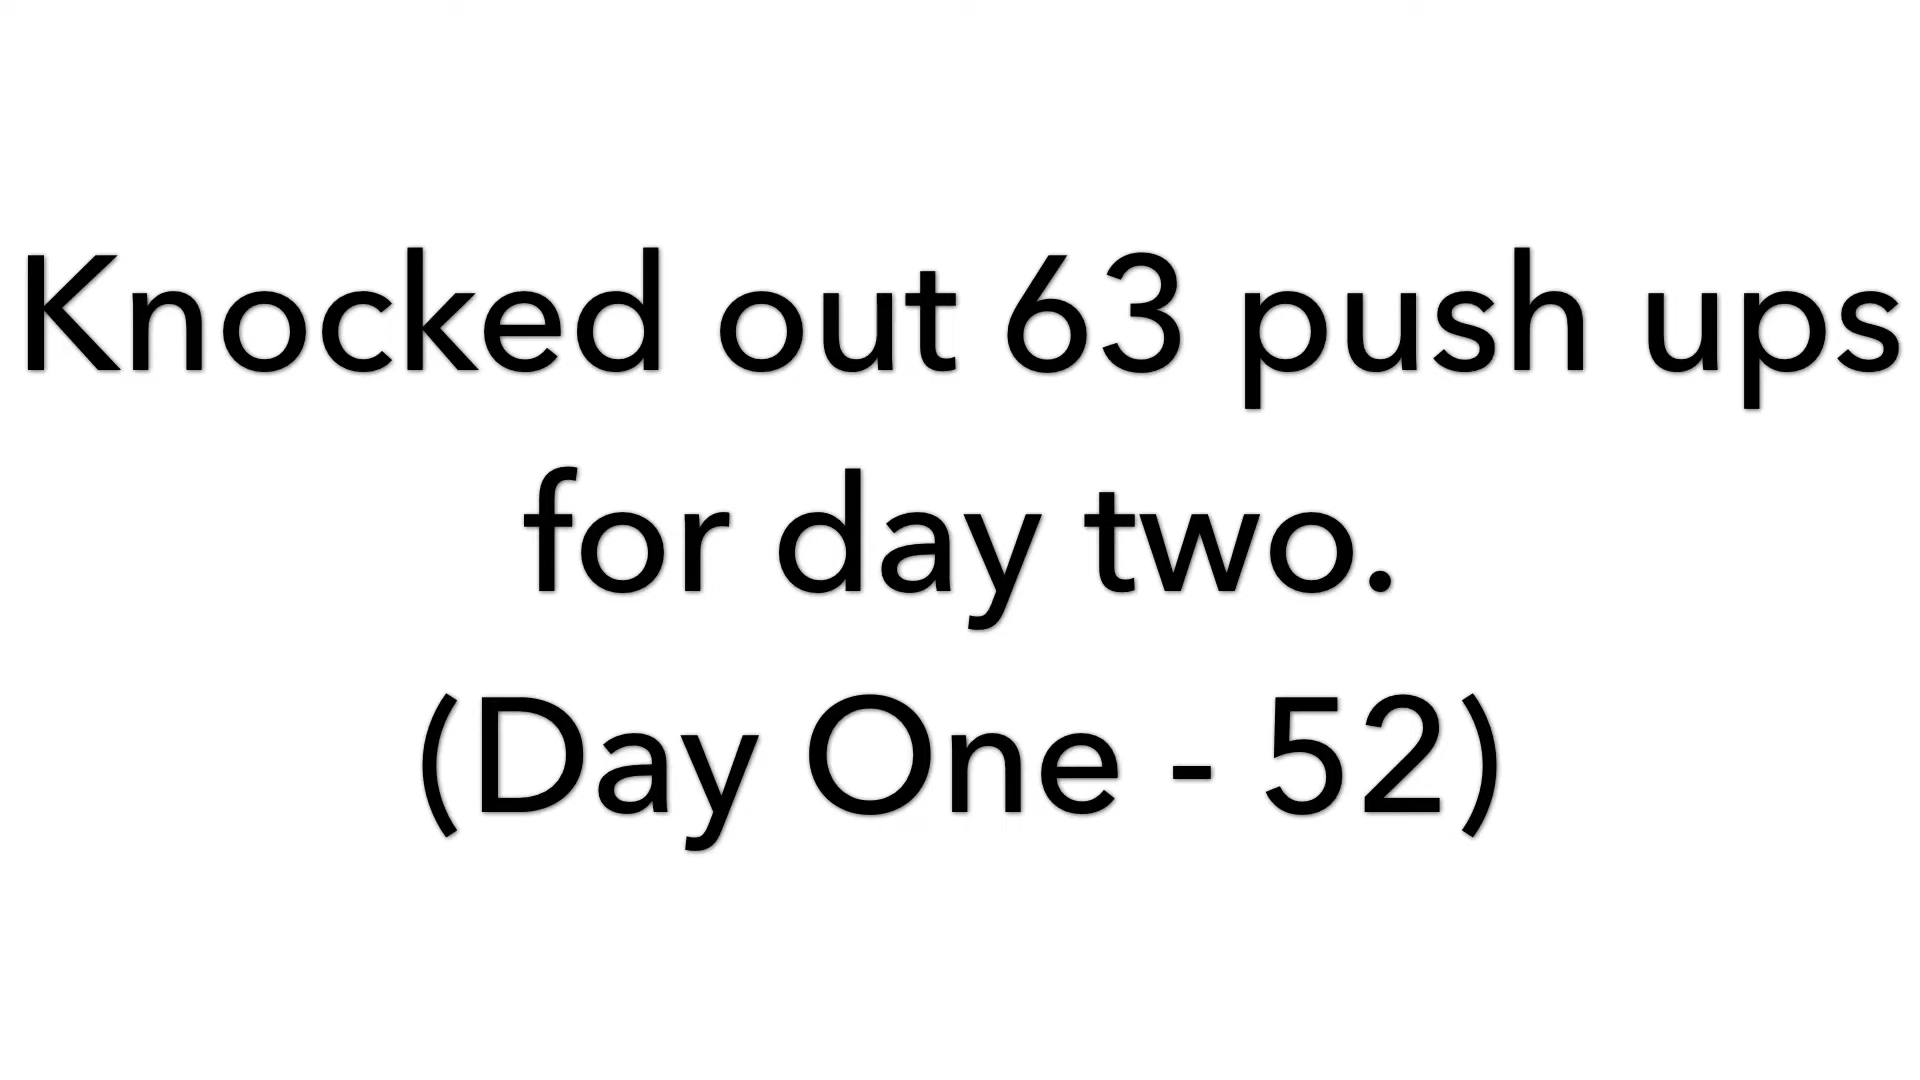 Knocked out 63 push ups
for day two.
(Day One - 52)